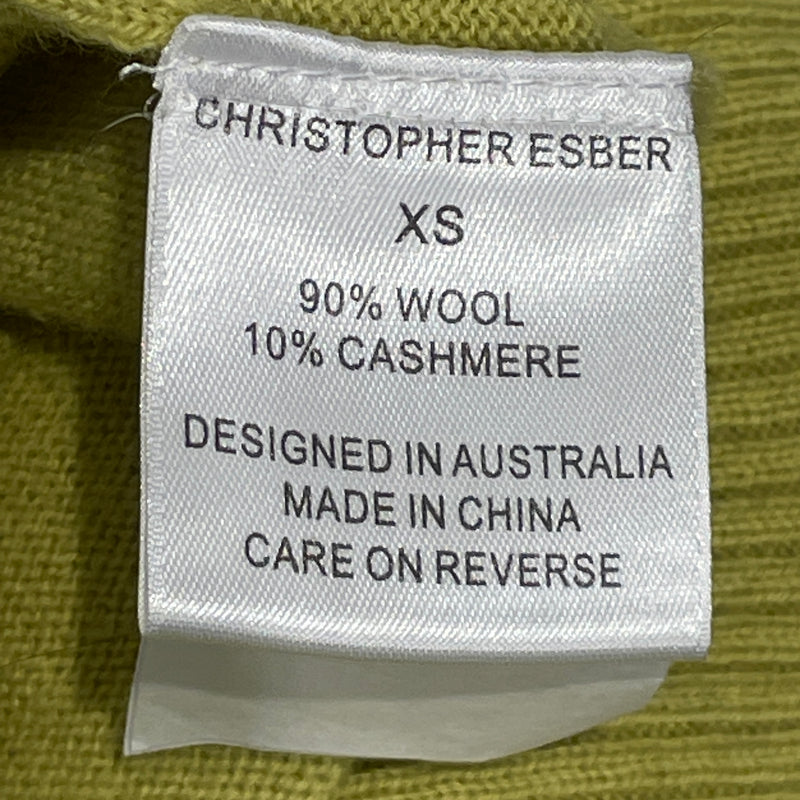 CHRISTOPHER ESBER
XS
90% WOOL
10% CASHMERE
DESIGNED IN AUSTRALIA
MADE IN CHINA
CARE ON REVERSE